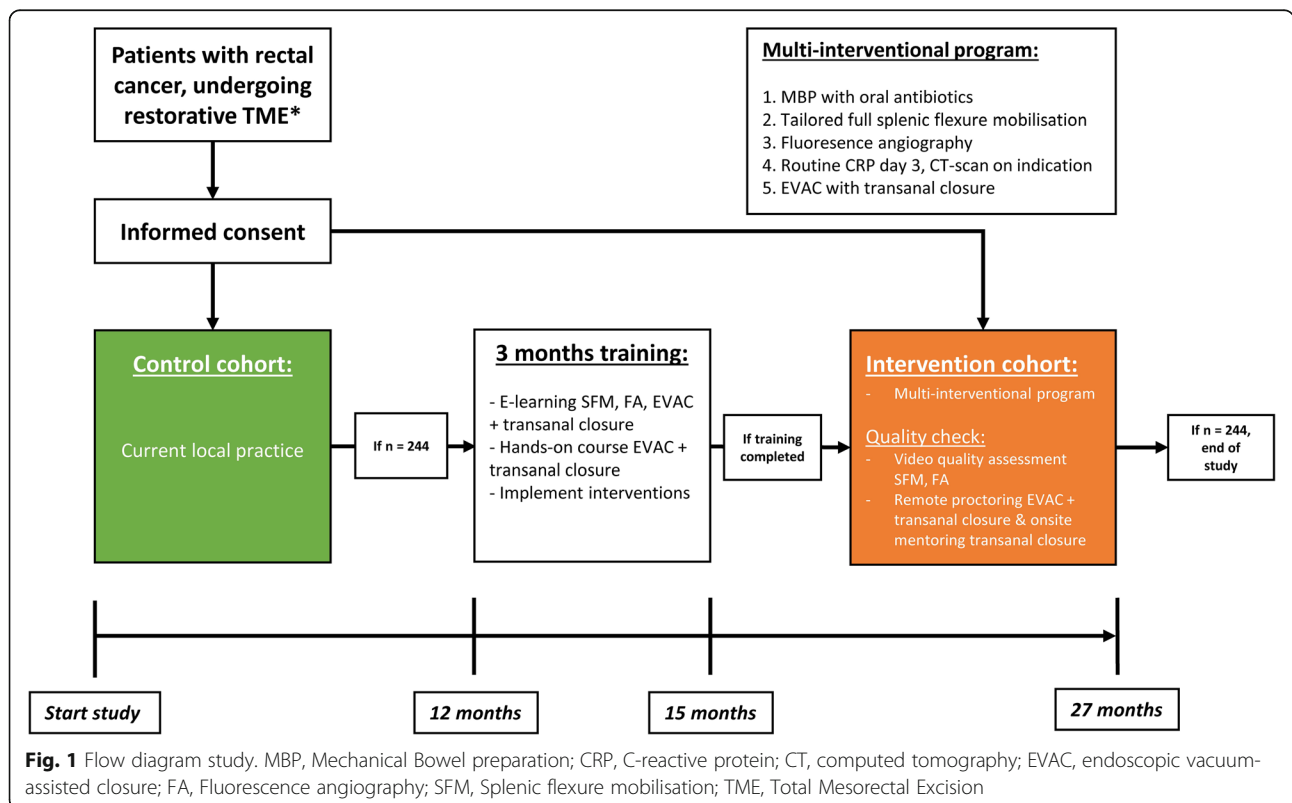 Patients with rectal
cancer, undergoing
restorative TME*
Multi-interventional program:
1. MBP with oral antibiotics
2. Tailored full splenic flexure mobilisation
3. Fluoresence angiography
4. Routine CRP day 3, CT-scan on indication
5. EVAC with transanal closure
Informed consent
Control cohort:
Current local practice
If n = 244
3 months training:
- E-learning SFM, FA, EVAC
+ transanal closure
- Hands-on course EVAC +
transanal closure
- Implement interventions
If training
completed
Intervention cohort:
- Multi-interventional program
Quality check:
- Video quality assessment
SFM, FA
- Remote proctoring EVAC +
transanal closure & onsite
mentoring transanal closure
If n = 244,
end of
study
Start study
12 months
15 months
27 months
Fig. 1 Flow diagram study. MBP, Mechanical Bowel preparation; CRP, C-reactive protein; CT, computed tomography; EVAC, endoscopic vacuum-
assisted closure; FA, Fluorescence angiography; SFM, Splenic flexure mobilisation; TME, Total Mesorectal Excision